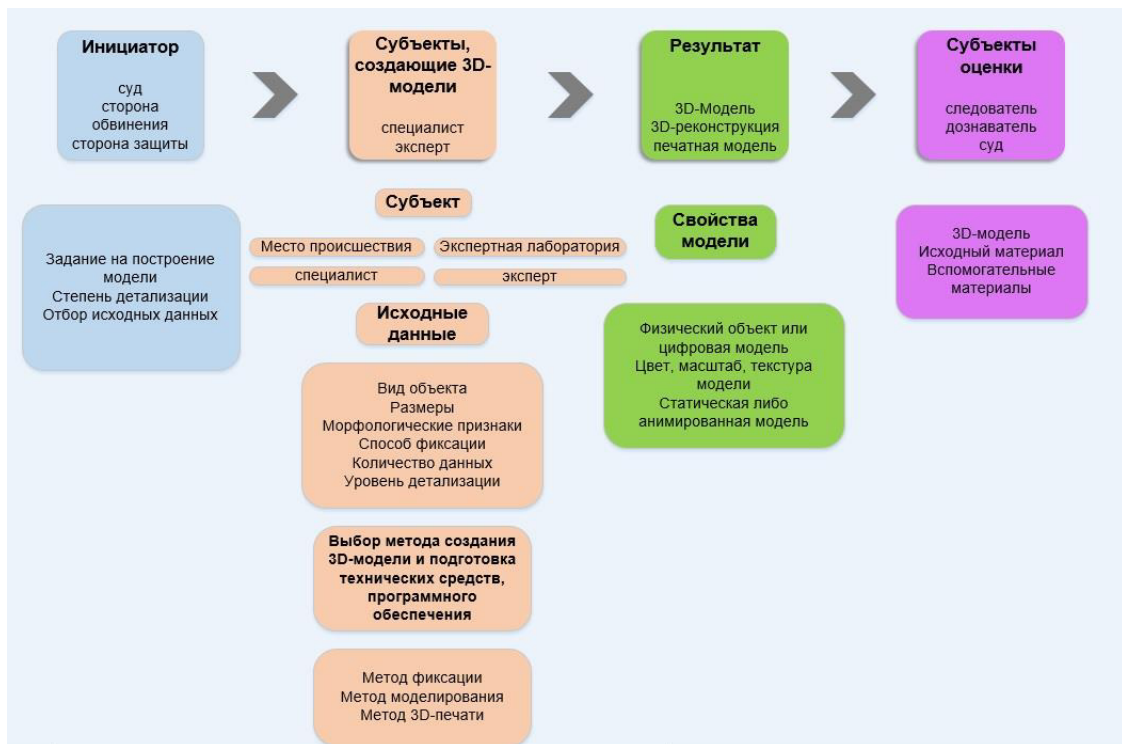 Инициатор
суд
сторона
обвинения
сторона защиты
Субъекты,
создающие 3D-
модели
специалист
эксперт
Результат
3D-Модель
3D-реконструкция
печатная модель
Субъекты
оценки
следователь
дознаватель
суд
Задание на построение
модели
Степень детализации
Отбор исходных данных
Субъект
Место происшествия
Экспертная лаборатория
специалист
эксперт
Исходные
данные
Вид объекта
Размеры
Морфологические признаки
Способ фиксации
Количество данных
Уровень детализации
Выбор метода создания
3D-модели и подготовка
технических средств,
программного
обеспечения
Метод фиксации
Метод моделирования
Метод 3D-печати
Свойства
модели
Физический объект или
цифровая модель
Цвет, масштаб, текстура
модели
Статическая либо
анимированная модель
3D-модель
Исходный материал
Вспомогательные
материалы